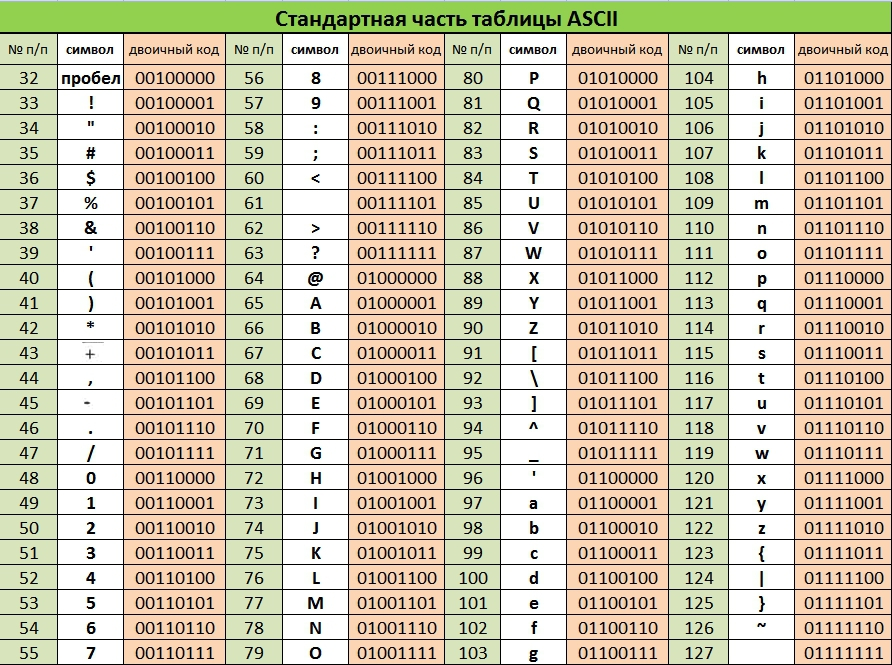 Стандартная часть таблицы ASCII
№ п/п символ двоичный код № п/п символ двоичный код № п/п символ двоичный код № п/п символ двоичный код
32 пробел 00100000 56 8 00111000 80 P 01010000 104 h 01101000
33 ! 00100001 57 9 00111001 81 Q 01010001 105 i 01101001
34 " 00100010 58 : 00111010 82 R 01010010 106 j 01101010
35 # 00100011 59 ; 00111011 83 S 01010011 107 k 01101011
36 $ 00100100 60 < 00111100 84 T 01010100 108 l 01101100
37 % 00100101 61 00111101 85 U 01010101 109 m 01101101
38 & 00100110 62 > 00111110 86 V 01010110 110 n 01101110
39 ' 00100111 63 ? 00111111 87 W 01010111 111 o 01101111
40 ( 00101000 64 @ 01000000 88 X 01011000 112 p 01110000
41 ) 00101001 65 A 01000001 89 Y 01011001 113 q 01110001
42 * 00101010 66 B 01000010 90 Z 01011010 114 r 01110010
43 + 00101011 67 C 01000011 91 [ 01011011 115 s 01110011
44 , 00101100 68 D 01000100 92 \ 01011100 116 t 01110100
45 - 00101101 69 E 01000101 93 ] 01011101 117 u 01110101
46 . 00101110 70 F 01000110 94 ^ 01011110 118 v 01110110
47 / 00101111 71 G 01000111 95 _ 01011111 119 w 01110111
48 0 00110000 72 H 01001000 96 ' 01100000 120 x 01111000
49 1 00110001 73 I 01001001 97 a 01100001 121 y 01111001
50 2 00110010 74 J 01001010 98 b 01100010 122 z 01111010
51 3 00110011 75 K 01001011 99 c 01100011 123 { 01111011
52 4 00110100 76 L 01001100 100 d 01100100 124 | 01111100
53 5 00110101 77 M 01001101 101 e 01100101 125 } 01111101
54 6 00110110 78 N 01001110 102 f 01100110 126 ~ 01111110
55 7 00110111 79 O 01001111 103 g 01100111 127 01111111